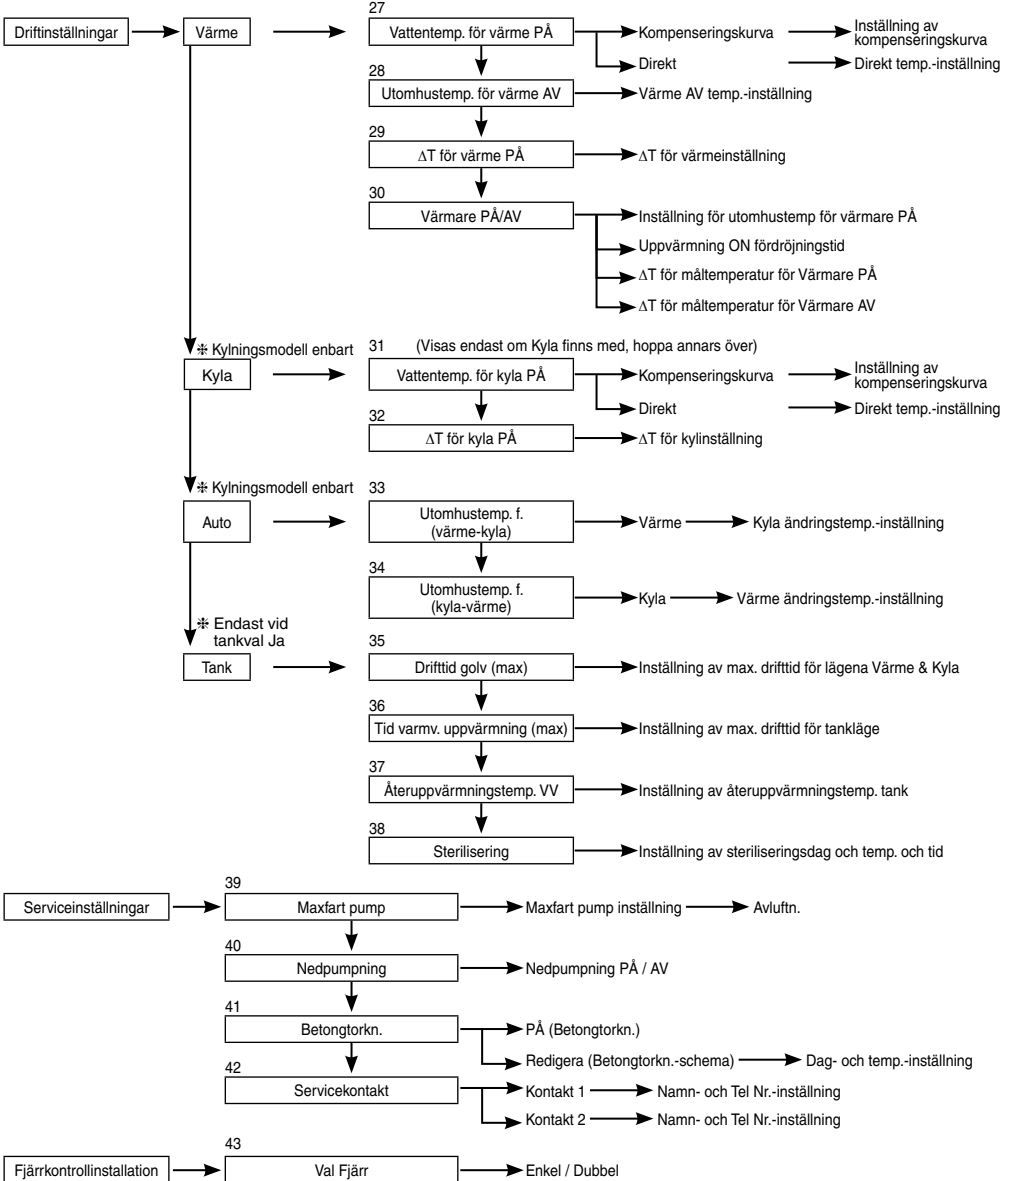 27
Driftinställningar
Värme
Vattentemp. för värme PÅ
Kompenseringskurva
Inställning av
kompenseringskurva
Direkt
Direkt temp.-inställning
28
Utomhustemp. för värme AV
Värme AV temp.-inställning
29
∆T för värme PÅ
∆T för värmeinställning
30
Värmare PÅ/AV
Inställning för utomhustemp för värmare PÅ
Uppvärmning ON fördröjningstid
∆T för måltemperatur för Värmare PÅ
∆T för måltemperatur för Värmare AV
❈ Kylningsmodell enbart
31 (Visas endast om Kyla finns med, hoppa annars över)
Kyla
Vattentemp. för kyla PÅ
Kompenseringskurva
Inställning av
kompenseringskurva
Direkt
Direkt temp.-inställning
32
∆T för kyla PÅ
∆T för kylinställning
❈ Kylningsmodell enbart
33
Auto
Utomhustemp. f.
(värme-kyla)
Värme
Kyla ändringstemp.-inställning
34
Utomhustemp. f.
(kyla-värme)
Kyla
Värme ändringstemp.-inställning
❈ Endast vid
tankval Ja
35
Tank
Drifttid golv (max)
Inställning av max. drifttid för lägena Värme & Kyla
36
Tid varmv. uppvärmning (max)
Inställning av max. drifttid för tankläge
37
Återuppvärmningstemp. VV
Inställning av återuppvärmningstemp. tank
38
Sterilisering
Inställning av steriliseringsdag och temp. och tid
39
Serviceinställningar
Maxfart pump
Maxfart pump inställning
Avluftn.
40
Nedpumpning
Nedpumpning PÅ / AV
41
Betongtorkn.
PÅ (Betongtorkn.)
Redigera (Betongtorkn.-schema)
Dag- och temp.-inställning
42
Servicekontakt
Kontakt 1
Namn- och Tel Nr.-inställning
Kontakt 2
Namn- och Tel Nr.-inställning
43
Fjärrkontrollinstallation
Val Fjärr
Enkel / Dubbel